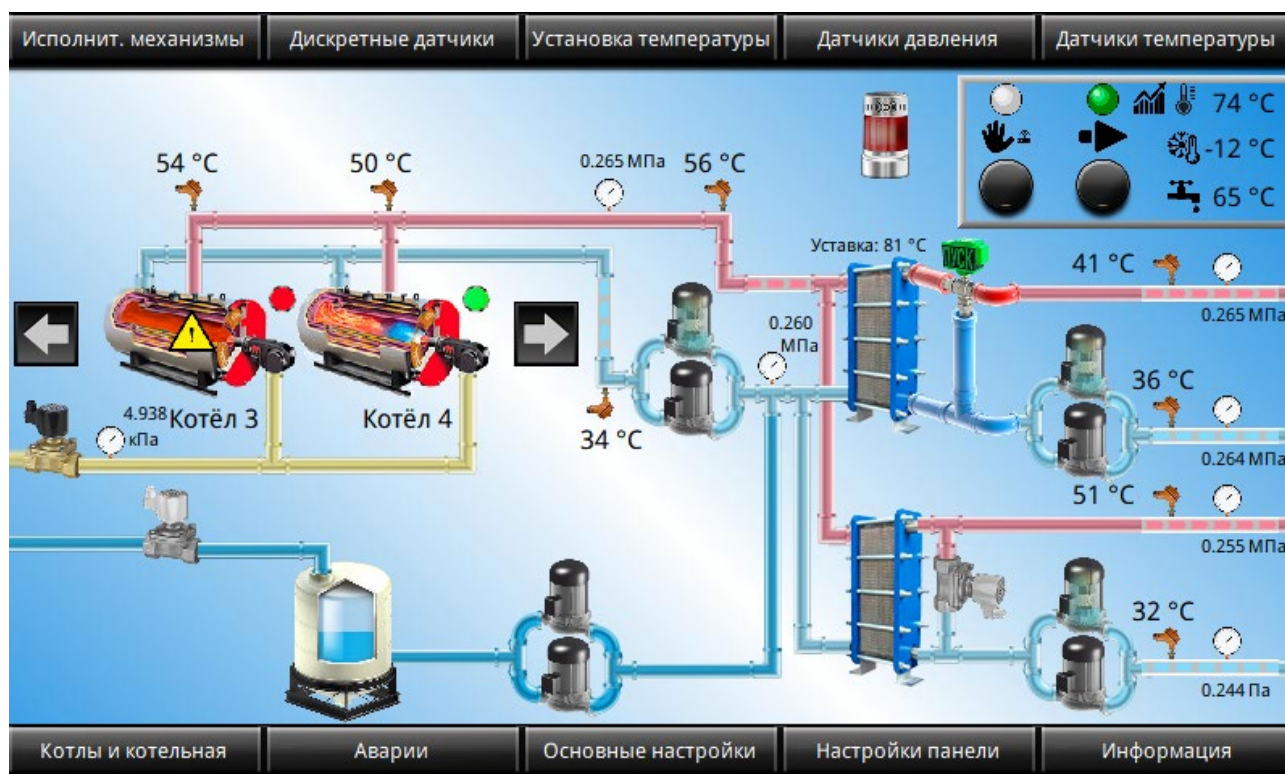 Исполнит. механизмы
Дискретные датчики
Установка температуры
Датчики давления
Датчики температуры
74 °C
-12 °C
65 °C
54 °C
50 °C
0.265 МПа
56 °C
Уставка: 81 °C
ПУСК
41 °C
0.265 МПа
0.260
МПа
36 °C
4.938
кПа
Котёл 3
Котёл 4
34 °C
0.264 МПа
51 °C
0.255 МПа
32 °C
0.244 Па
Котлы и котельная
Аварии
Основные настройки
Настройки панели
Информация